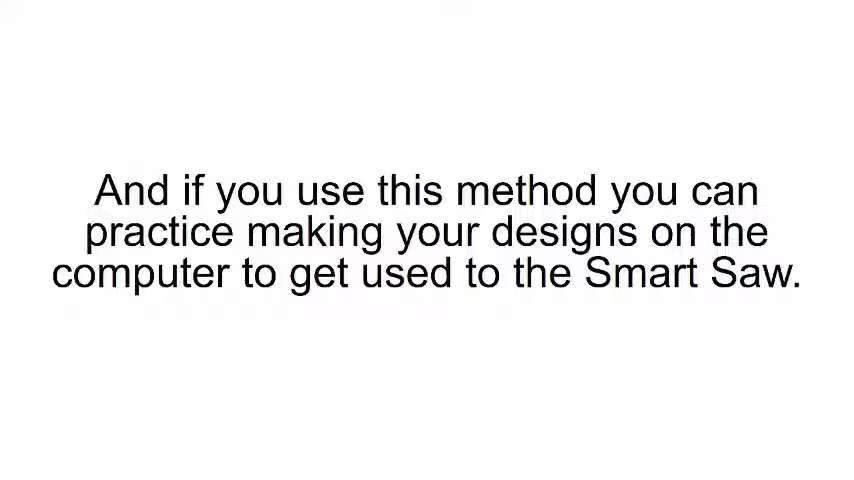 And if you use this method you can
practice making your designs on the
computer to get used to the Smart Saw.